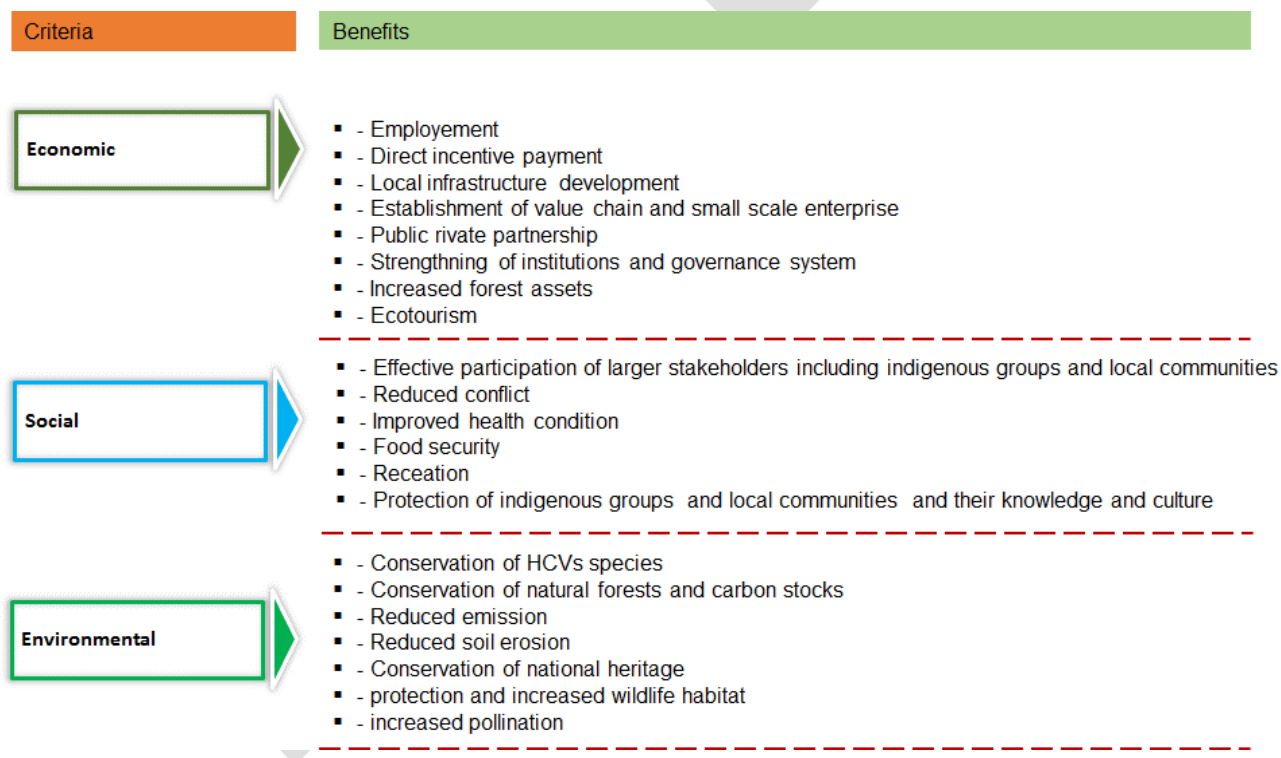 Criteria
Benefits
Economic
▪ - Employement
▪ - Direct incentive payment
▪ - Local infrastructure development
▪ - Establishment of value chain and small scale enterprise
▪ - Public rivate partnership
▪ - Strengthning of institutions and governance system
▪ - Increased forest assets
▪ - Ecotourism
Social
▪ - Effective participation of larger stakeholders including indigenous groups and local communities
▪ - Reduced conflict
▪ - Improved health condition
▪ - Food security
▪ - Receation
▪ - Protection of indigenous groups and local communities and their knowledge and culture
Environmental
▪ - Conservation of HCVs species
▪ - Conservation of natural forests and carbon stocks
▪ - Reduced emission
▪ - Reduced soil erosion
▪ - Conservation of national heritage
▪ - protection and increased wildlife habitat
▪ - increased pollination